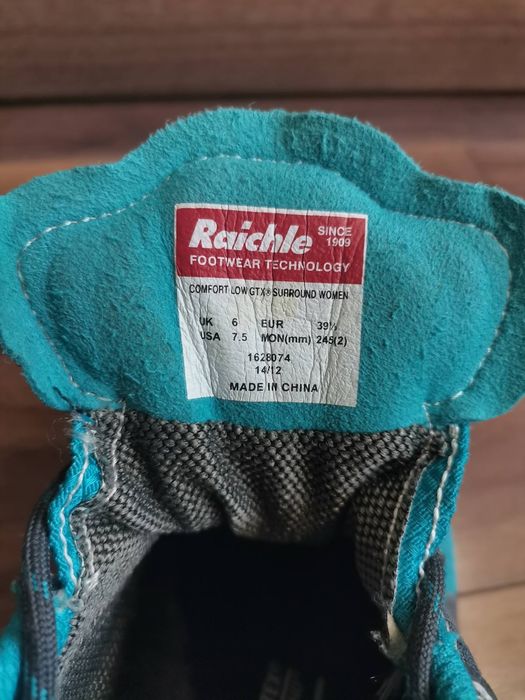 Raichle SINCE 1909
FOOTWEAR TECHNOLOGY
COMFORT LOW GTX® SURROUND WOMEN
UK 6 EUR 39½
USA 7.5 MON(mm) 245(2)
1628074
14/12
MADE IN CHINA